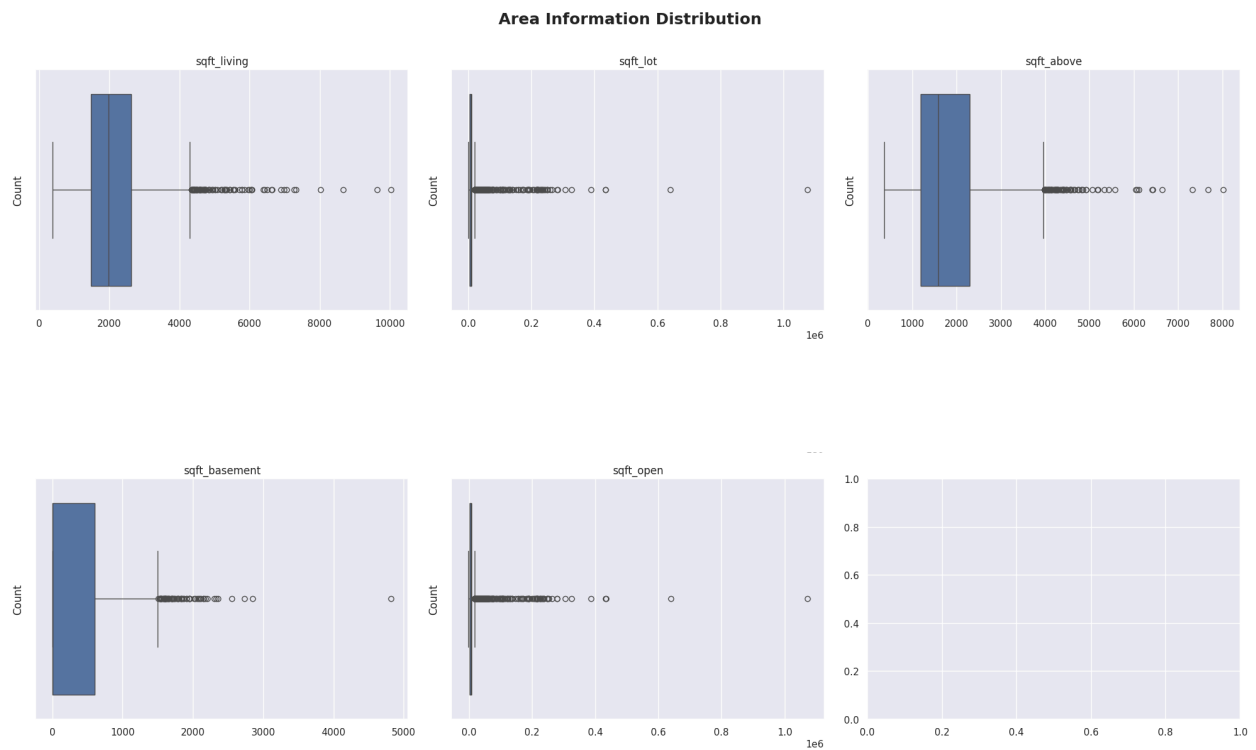 Area Information Distribution
sqft_living
sqft_lot
sqft_above
Count
Count
Count
0 2000 4000 6000 8000 10000
0.0 0.2 0.4 0.6 0.8 1.0
1e6
0 1000 2000 3000 4000 5000 6000 7000 8000
sqft_basement
sqft_open
Count
Count
1.0
0.8
0.6
0.4
0.2
0.0
0 1000 2000 3000 4000 5000
0.0 0.2 0.4 0.6 0.8 1.0
1e6
0.0 0.2 0.4 0.6 0.8 1.0